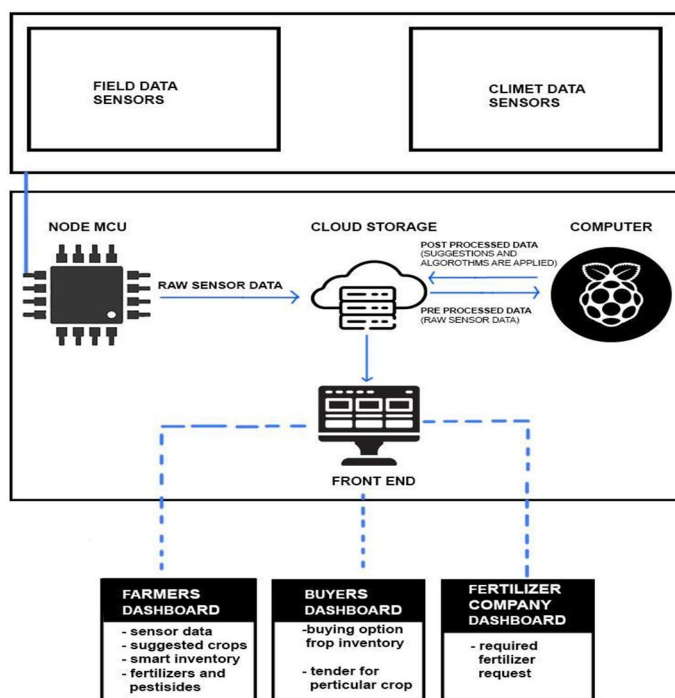 FIELD DATA
SENSORS
CLIMET DATA
SENSORS
NODE MCU
CLOUD STORAGE
COMPUTER
POST PROCESSED DATA
(SUGGESTIONS AND
ALGOROTHMS ARE APPLIED)
RAW SENSOR DATA
PRE PROCESSED DATA
(RAW SENSOR DATA)
FRONT END
FARMERS
DASHBOARD
- sensor data
- suggested crops
- smart inventory
- fertilizers and
pestisides
BUYERS
DASHBOARD
-buying option
frop inventory
- tender for
perticular crop
FERTILIZER
COMPANY
DASHBOARD
- required
fertilizer
request